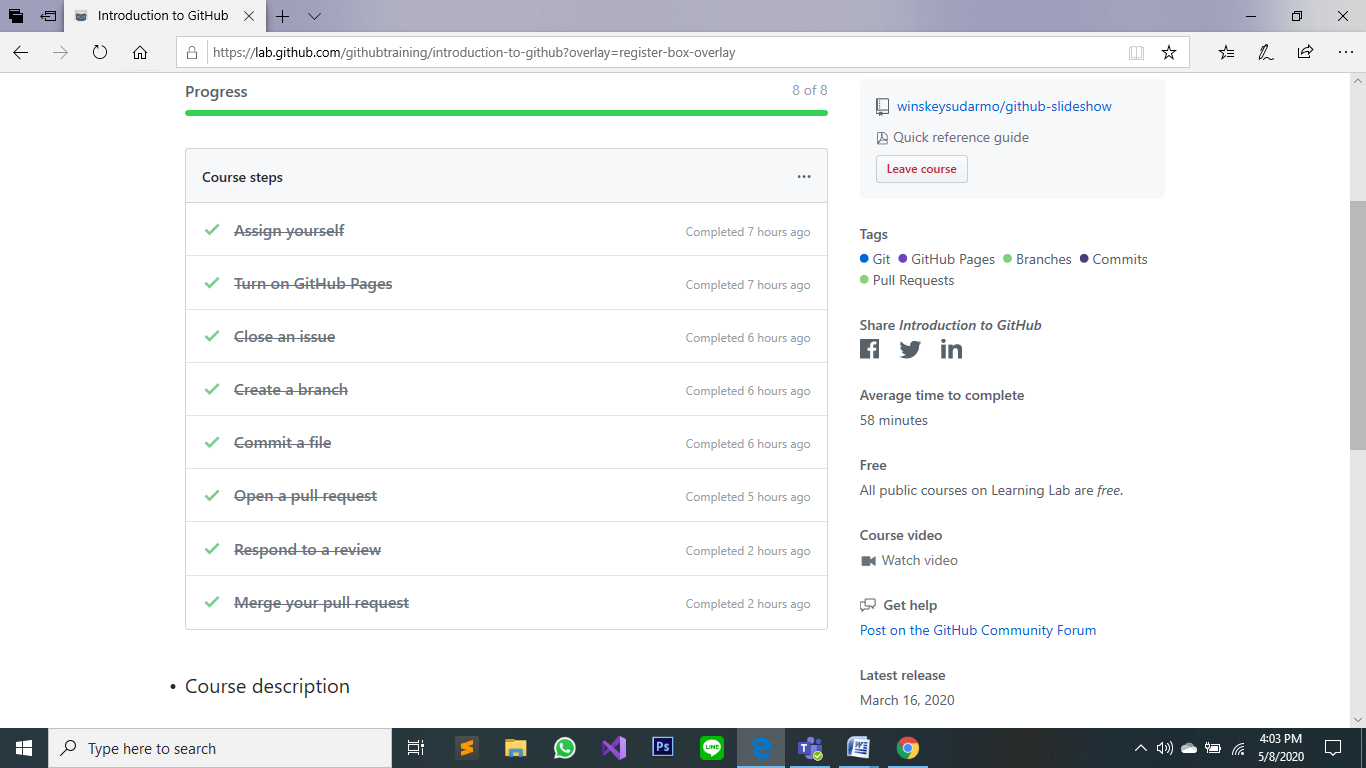 Introduction to GitHub
https://lab.github.com/githubtraining/introduction-to-github?overlay=register-box-overlay
Progress
8 of 8
Course steps
Assign yourself
Completed 7 hours ago
Turn on GitHub Pages
Completed 7 hours ago
Close an issue
Completed 6 hours ago
Create a branch
Completed 6 hours ago
Commit a file
Completed 6 hours ago
Open a pull request
Completed 5 hours ago
Respond to a review
Completed 2 hours ago
Merge your pull request
Completed 2 hours ago
• Course description
winskeysudarmo/github-slideshow
Quick reference guide
Leave course
Tags
Git GitHub Pages Branches Commits
Pull Requests
Share Introduction to GitHub
Average time to complete
58 minutes
Free
All public courses on Learning Lab are free.
Course video
Watch video
Get help
Post on the GitHub Community Forum
Latest release
March 16, 2020
Type here to search
Ps
LINE
4:03 PM
5/8/2020